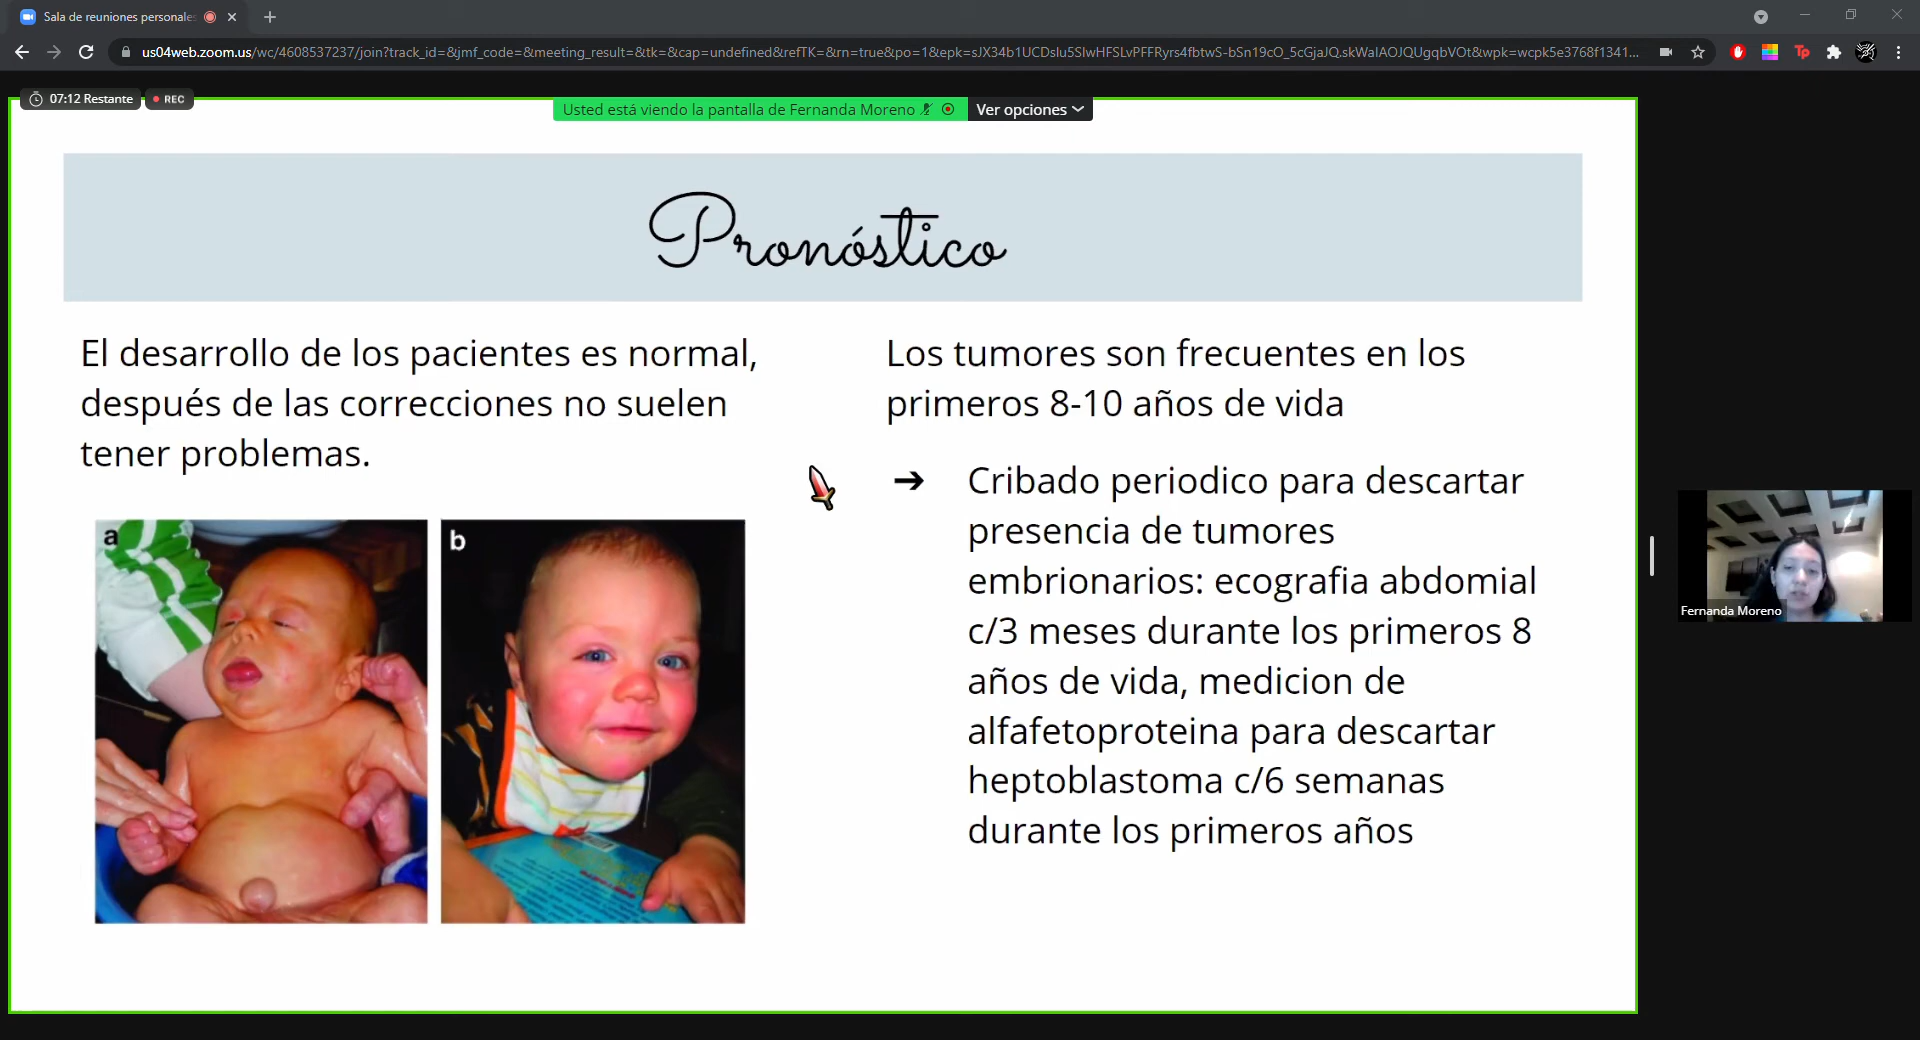 Sala de reuniones personales
us04web.zoom.us/wc/4608537237/join?track_id=&jmf_code=&meeting_result=&tk=&cap=undefined&refTK=&rn=true&po=1&epk=sJX34b1UCDslu5SlwHFSLvPFFRyrs4fbtwS-bSn19cO_5cGjaJQ.skWaIAOJQUgqbVOt&wpk=wcpk5e3768f1341...
07:12 Restante
REC
Usted está viendo la pantalla de Fernanda Moreno
Ver opciones
Pronóstico
El desarrollo de los pacientes es normal,
después de las correcciones no suelen
tener problemas.
a
b
Los tumores son frecuentes en los
primeros 8-10 años de vida
➔ Cribado periodico para descartar
presencia de tumores
embrionarios: ecografia abdomial
c/3 meses durante los primeros 8
años de vida, medicion de
alfafetoproteina para descartar
heptoblastoma c/6 semanas
durante los primeros años
Fernanda Moreno